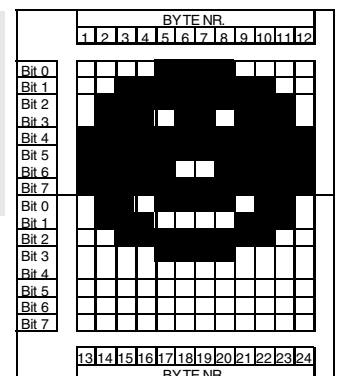 BYTE NR.
1 2 3 4 5 6 7 8 9 10 11 12
Bit 0
Bit 1
Bit 2
Bit 3
Bit 4
Bit 5
Bit 6
Bit 7
Bit 0
Bit 1
Bit 2
Bit 3
Bit 4
Bit 5
Bit 6
Bit 7
13 14 15 16 17 18 19 20 21 22 23 24
BYTE NR.